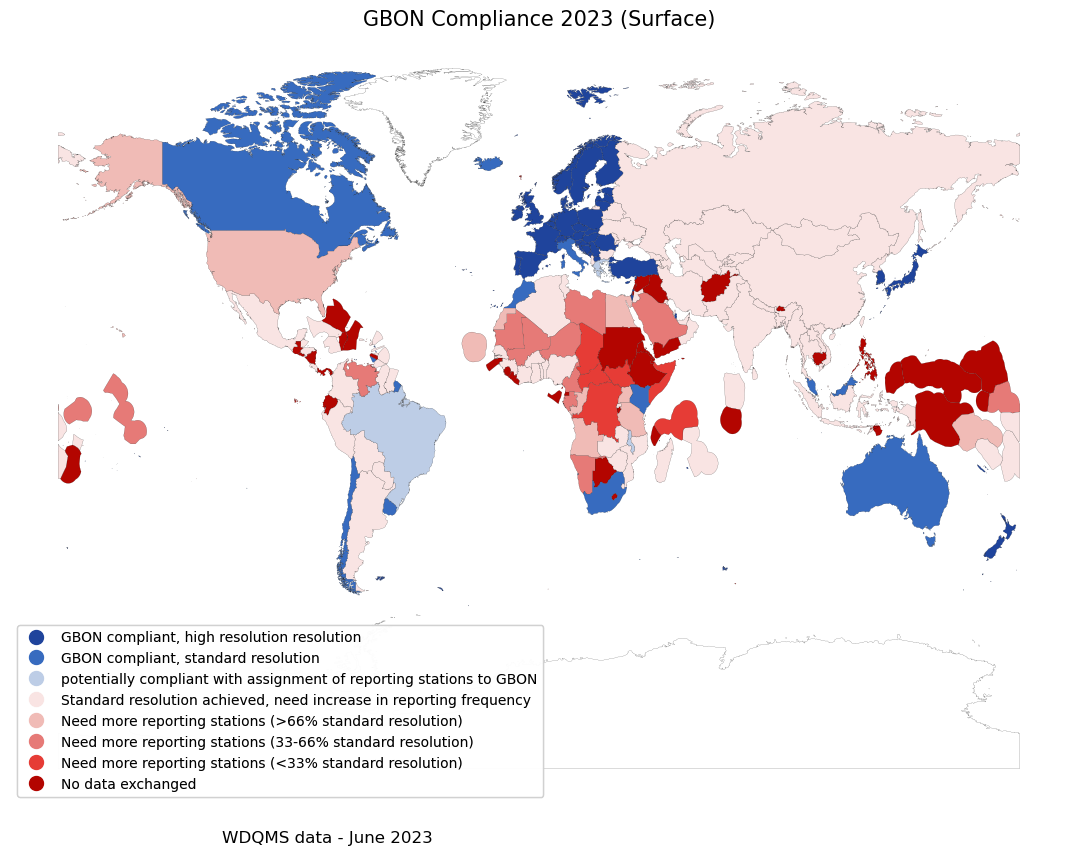 GBON Compliance 2023 (Surface)
GBON compliant, high resolution resolution
GBON compliant, standard resolution
potentially compliant with assignment of reporting stations to GBON
Standard resolution achieved, need increase in reporting frequency
Need more reporting stations (>66% standard resolution)
Need more reporting stations (33-66% standard resolution)
Need more reporting stations (<33% standard resolution)
No data exchanged
WDQMS data - June 2023